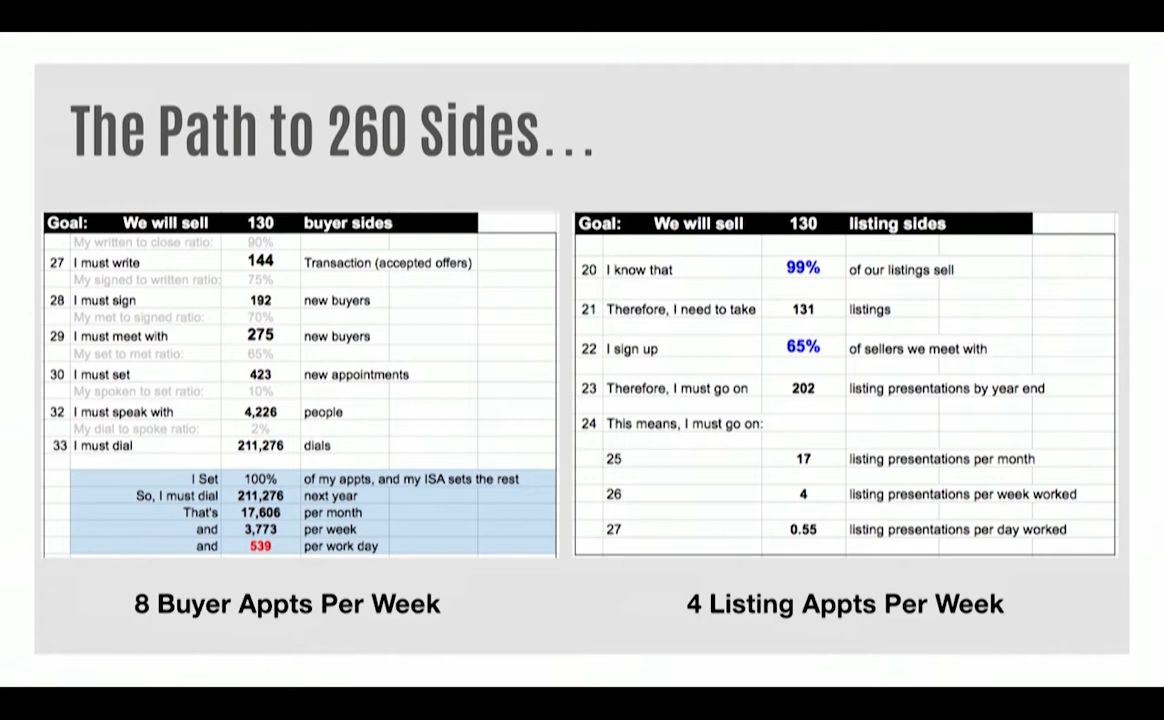 The Path to 260 Sides...
Goal: We will sell 130 buyer sides
My written to close ratio: 90%
27 I must write 144 Transaction (accepted offers)
My signed to written ratio: 75%
28 I must sign 192 new buyers
My met to signed ratio: 70%
29 I must meet with 275 new buyers
My set to met ratio: 65%
30 I must set 423 new appointments
My spoken to set ratio: 10%
32 I must speak with 4,226 people
My dial to spoke ratio: 2%
33 I must dial 211,276 dials
I Set 100% of my appts, and my ISA sets the rest
So, I must dial 211,276 next year
That's 17,606 per month
and 3,773 per week
and 539 per work day
8 Buyer Appts Per Week
Goal: We will sell 130 listing sides
20 I know that 99% of our listings sell
21 Therefore, I need to take 131 listings
22 I sign up 65% of sellers we meet with
23 Therefore, I must go on 202 listing presentations by year end
24 This means, I must go on:
25 17 listing presentations per month
26 4 listing presentations per week worked
27 0.55 listing presentations per day worked
4 Listing Appts Per Week